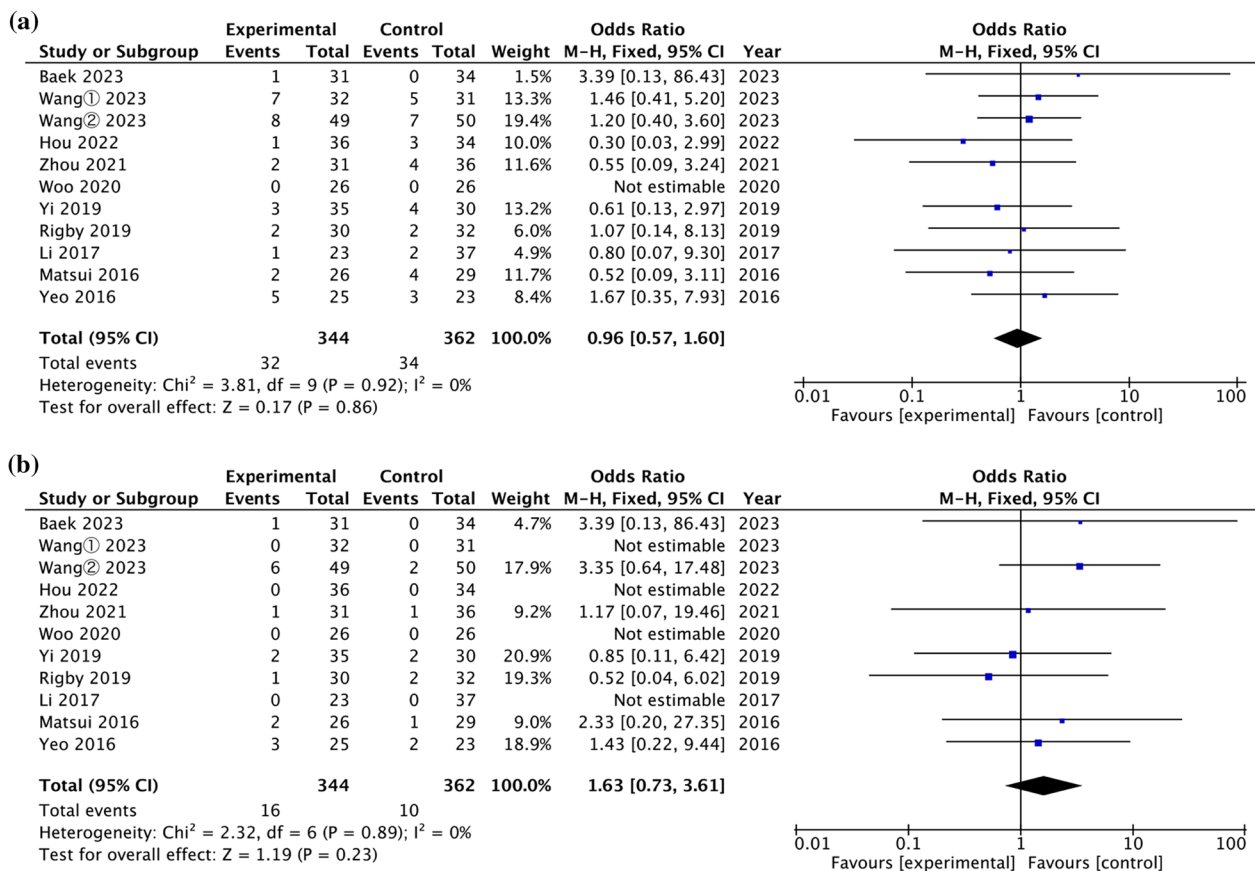 (a)
Experimental Control Odds Ratio Odds Ratio
Study or Subgroup Events Total Events Total Weight M-H, Fixed, 95% CI Year M-H, Fixed, 95% CI
Baek 2023 1 31 0 34 1.5% 3.39 [0.13, 86.43] 2023
Wang① 2023 7 32 5 31 13.3% 1.46 [0.41, 5.20] 2023
Wang② 2023 8 49 7 50 19.4% 1.20 [0.40, 3.60] 2023
Hou 2022 1 36 3 34 10.0% 0.30 [0.03, 2.99] 2022
Zhou 2021 2 31 4 36 11.6% 0.55 [0.09, 3.24] 2021
Woo 2020 0 26 0 26 Not estimable 2020
Yi 2019 3 35 4 30 13.2% 0.61 [0.13, 2.97] 2019
Rigby 2019 2 30 2 32 6.0% 1.07 [0.14, 8.13] 2019
Li 2017 1 23 2 37 4.9% 0.80 [0.07, 9.30] 2017
Matsui 2016 2 26 4 29 11.7% 0.52 [0.09, 3.11] 2016
Yeo 2016 5 25 3 23 8.4% 1.67 [0.35, 7.93] 2016
Total (95% CI) 344 362 100.0% 0.96 [0.57, 1.60]
Total events 32 34
Heterogeneity: Chi² = 3.81, df = 9 (P = 0.92); I² = 0%
Test for overall effect: Z = 0.17 (P = 0.86)
0.01 0.1 1 10 100
Favours [experimental] Favours [control]
(b)
Experimental Control Odds Ratio Odds Ratio
Study or Subgroup Events Total Events Total Weight M-H, Fixed, 95% CI Year M-H, Fixed, 95% CI
Baek 2023 1 31 0 34 4.7% 3.39 [0.13, 86.43] 2023
Wang① 2023 0 32 0 31 Not estimable 2023
Wang② 2023 6 49 2 50 17.9% 3.35 [0.64, 17.48] 2023
Hou 2022 0 36 0 34 Not estimable 2022
Zhou 2021 1 31 1 36 9.2% 1.17 [0.07, 19.46] 2021
Woo 2020 0 26 0 26 Not estimable 2020
Yi 2019 2 35 2 30 20.9% 0.85 [0.11, 6.42] 2019
Rigby 2019 1 30 2 32 19.3% 0.52 [0.04, 6.02] 2019
Li 2017 0 23 0 37 Not estimable 2017
Matsui 2016 2 26 1 29 9.0% 2.33 [0.20, 27.35] 2016
Yeo 2016 3 25 2 23 18.9% 1.43 [0.22, 9.44] 2016
Total (95% CI) 344 362 100.0% 1.63 [0.73, 3.61]
Total events 16 10
Heterogeneity: Chi² = 2.32, df = 6 (P = 0.89); I² = 0%
Test for overall effect: Z = 1.19 (P = 0.23)
0.01 0.1 1 10 100
Favours [experimental] Favours [control]